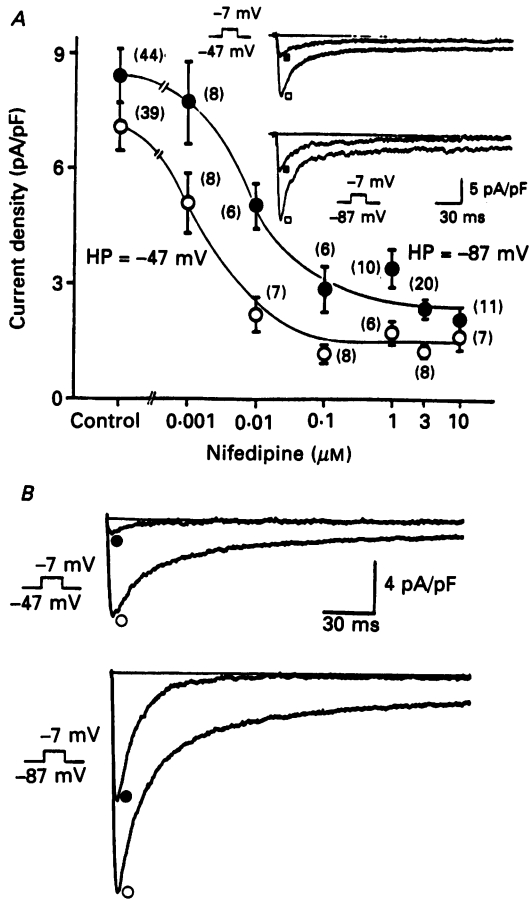 A
−7 mV
−47 mV
−7 mV
−87 mV
5 pA/pF
30 ms
Current density (pA/pF)
9
6
3
0
(44)
(39)
(8)
(8)
(6)
(7)
(6)
(8)
(10)
(6)
(20)
(8)
(11)
(7)
HP = −47 mV
HP = −87 mV
Control
0·001
0·01
0·1
1
3
10
Nifedipine (μM)
B
−7 mV
−47 mV
4 pA/pF
30 ms
−7 mV
−87 mV